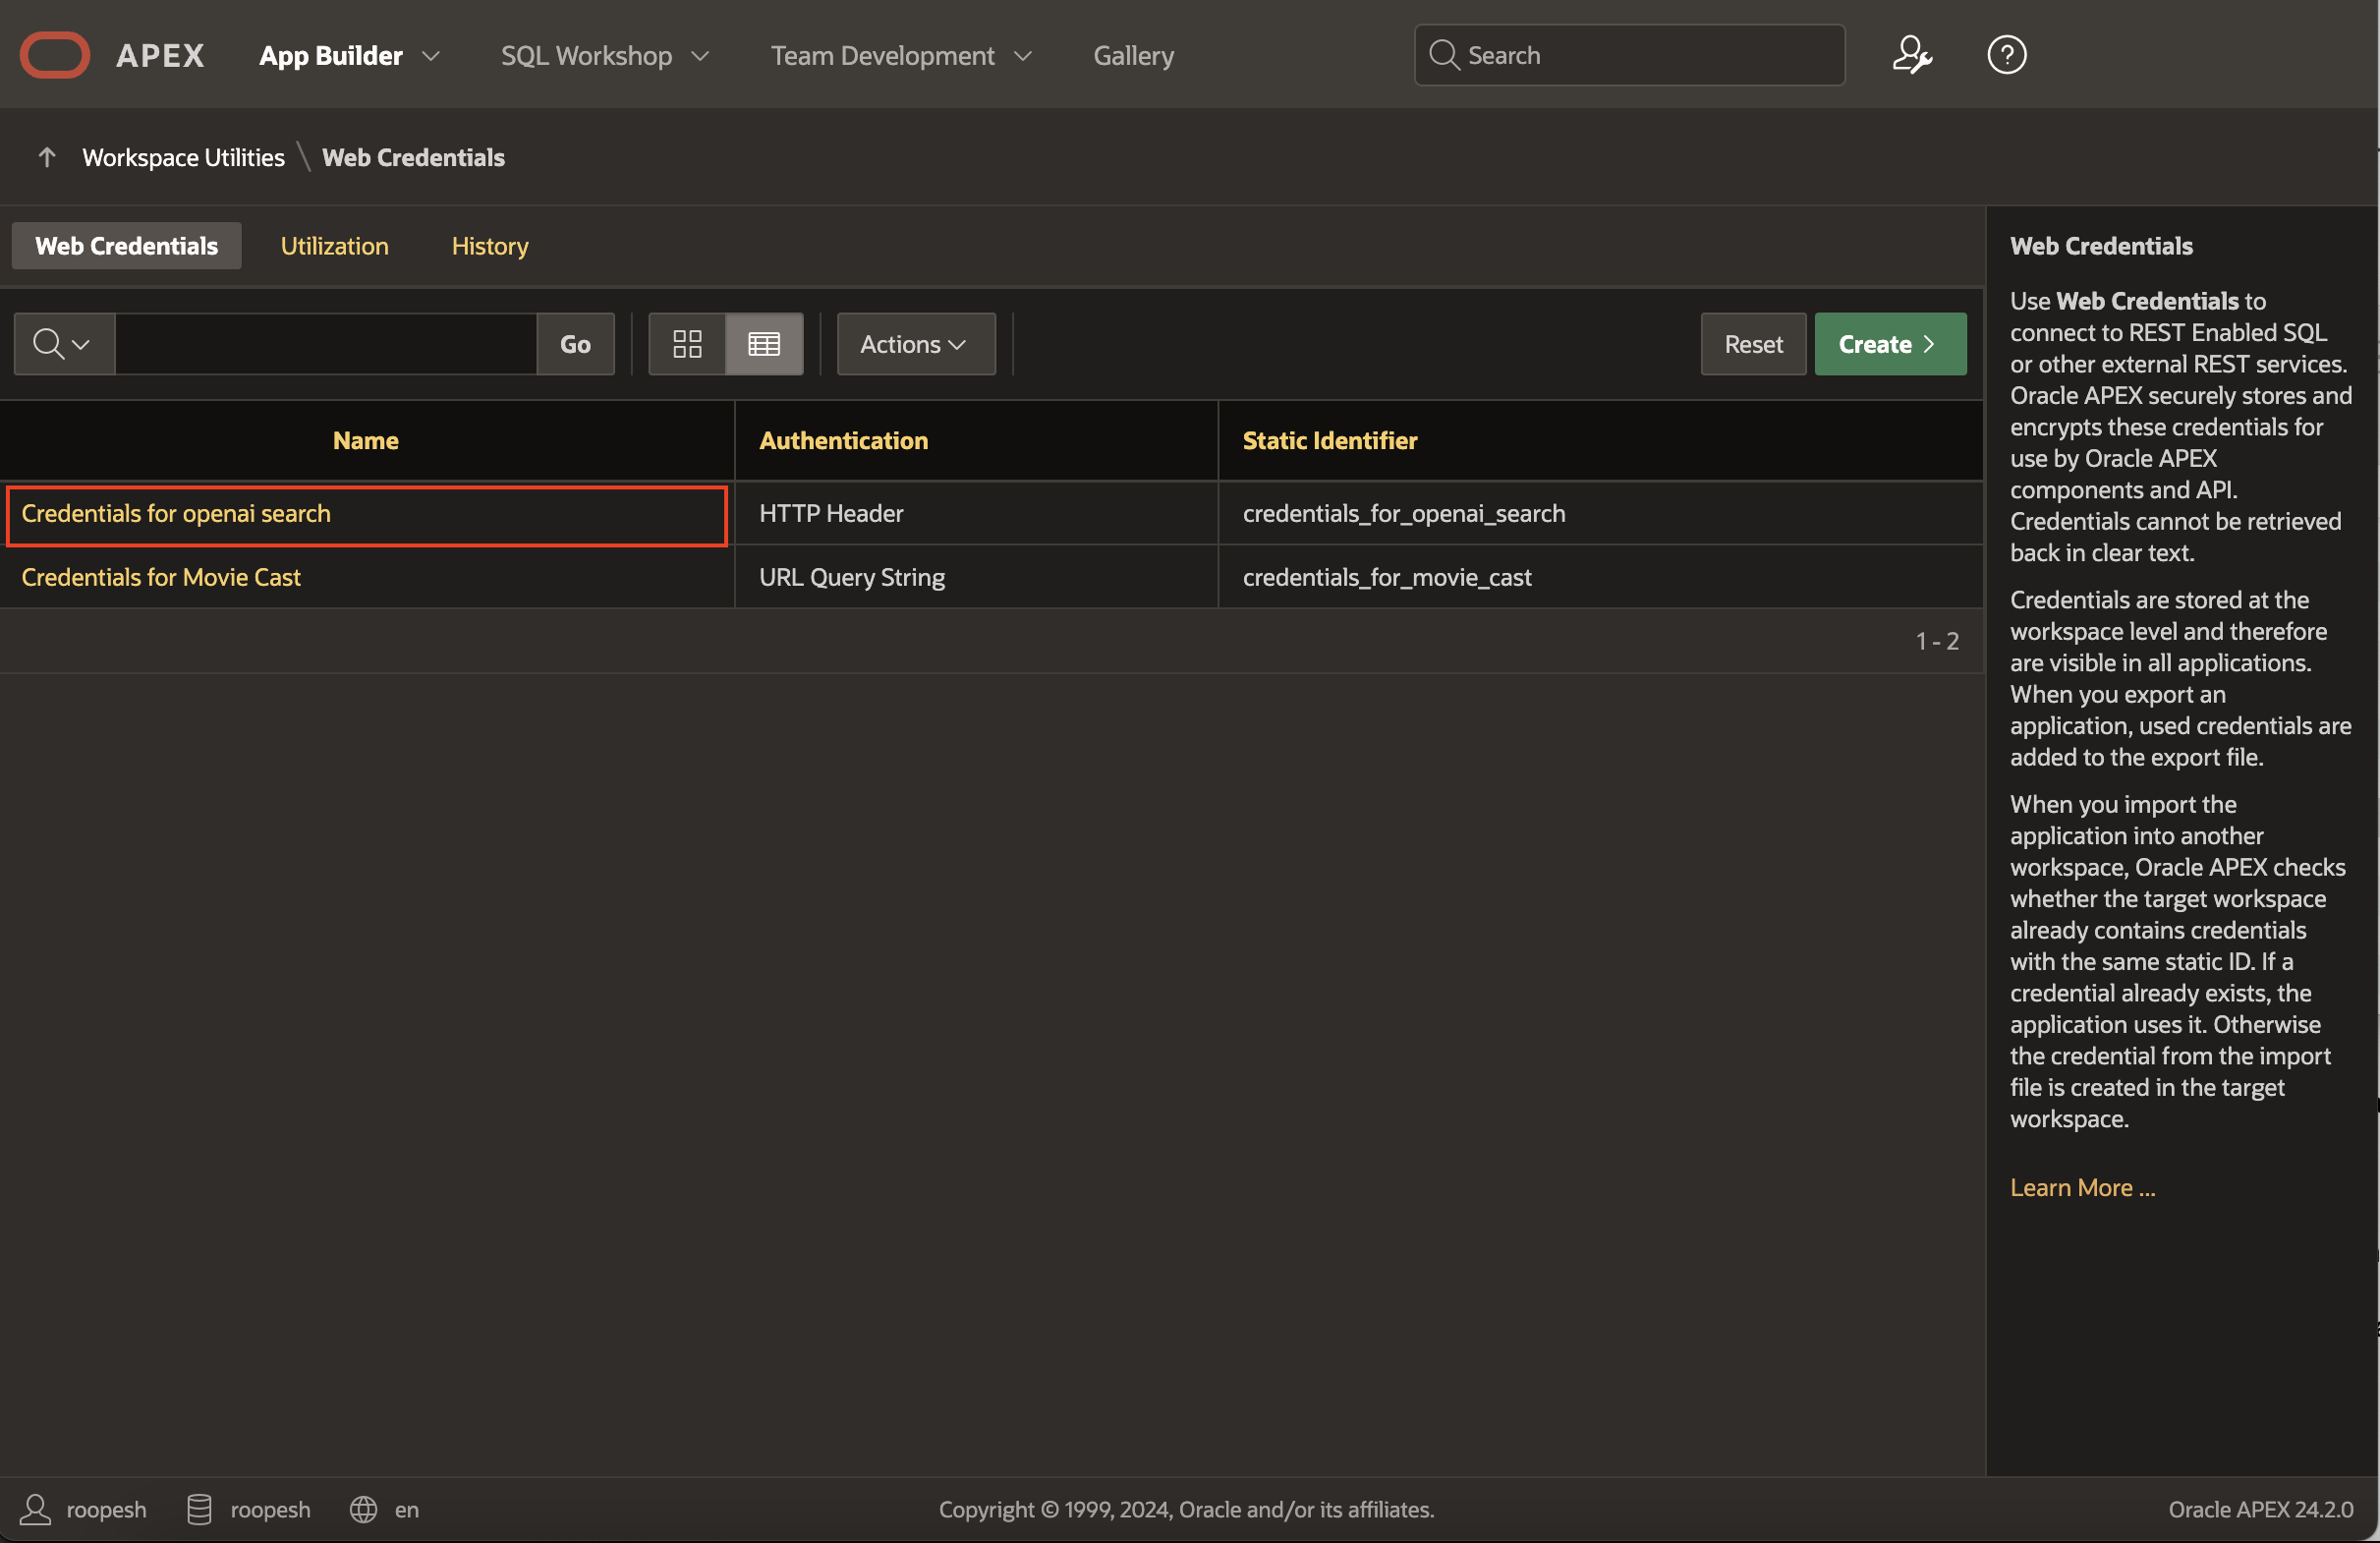 APEX App Builder SQL Workshop Team Development Gallery Search
Workspace Utilities \ Web Credentials
Web Credentials Utilization History
Go Actions Reset Create
Name Authentication Static Identifier
Credentials for openai search HTTP Header credentials_for_openai_search
Credentials for Movie Cast URL Query String credentials_for_movie_cast
1 - 2
Web Credentials
Use Web Credentials to
connect to REST Enabled SQL
or other external REST services.
Oracle APEX securely stores and
encrypts these credentials for
use by Oracle APEX
components and API.
Credentials cannot be retrieved
back in clear text.
Credentials are stored at the
workspace level and therefore
are visible in all applications.
When you export an
application, used credentials are
added to the export file.
When you import the
application into another
workspace, Oracle APEX checks
whether the target workspace
already contains credentials
with the same static ID. If a
credential already exists, the
application uses it. Otherwise
the credential from the import
file is created in the target
workspace.
Learn More ...
roopesh roopesh en Copyright © 1999, 2024, Oracle and/or its affiliates. Oracle APEX 24.2.0